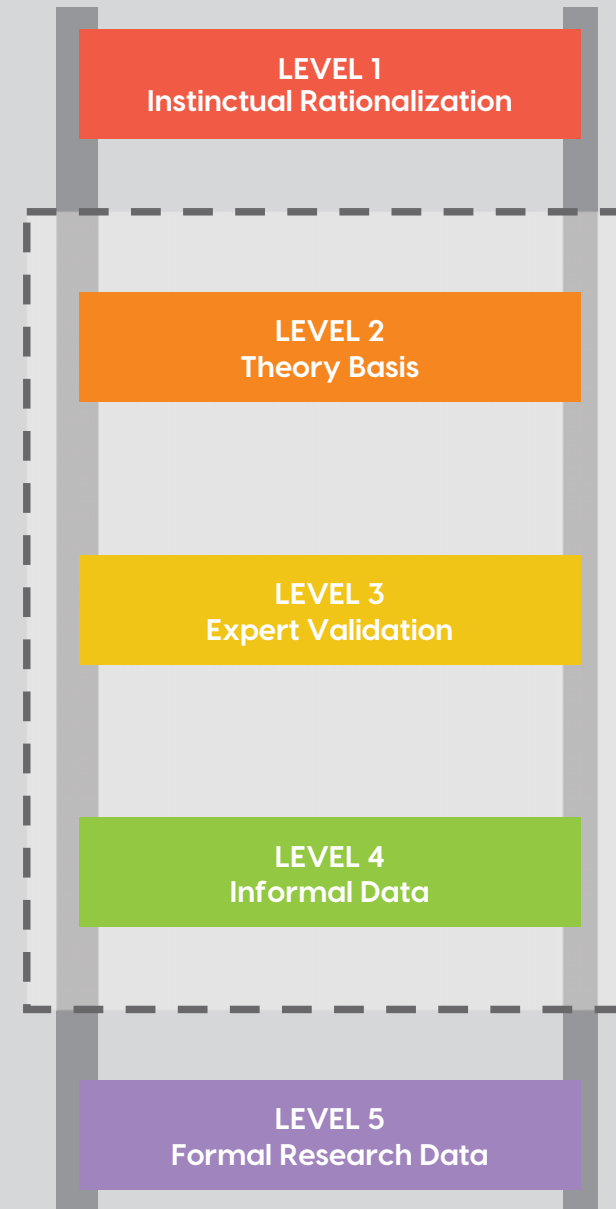 LEVEL 1
Instinctual Rationalization
LEVEL 2
Theory Basis
LEVEL 3
Expert Validation
LEVEL 4
Informal Data
LEVEL 5
Formal Research Data